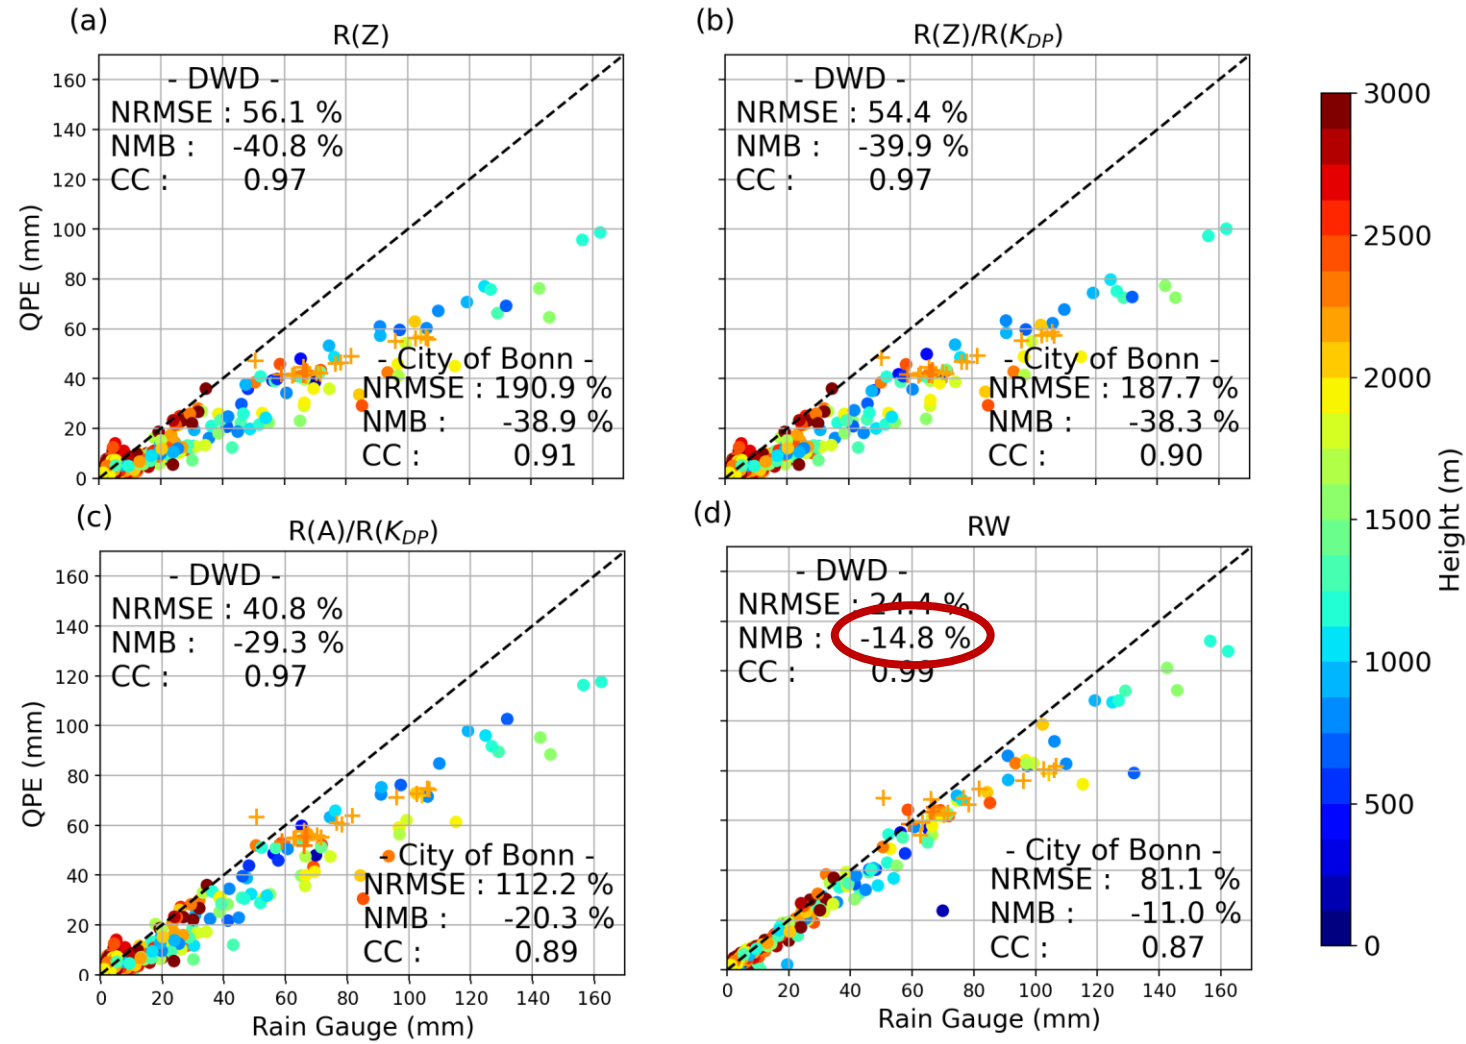 (a)
R(Z)
- DWD -
NRMSE : 56.1 %
NMB : -40.8 %
CC : 0.97
- City of Bonn -
NRMSE : 190.9 %
NMB : -38.9 %
CC : 0.91
QPE (mm)
160
140
120
100
80
60
40
20
0
(b)
R(Z)/R(K_DP)
- DWD -
NRMSE : 54.4 %
NMB : -39.9 %
CC : 0.97
- City of Bonn -
NRMSE : 187.7 %
NMB : -38.3 %
CC : 0.90
(c)
R(A)/R(K_DP)
- DWD -
NRMSE : 40.8 %
NMB : -29.3 %
CC : 0.97
- City of Bonn -
NRMSE : 112.2 %
NMB : -20.3 %
CC : 0.89
QPE (mm)
160
140
120
100
80
60
40
20
0
0 20 40 60 80 100 120 140 160
Rain Gauge (mm)
(d)
RW
- DWD -
NRMSE : 24.4 %
NMB : -14.8 %
CC : 0.99
- City of Bonn -
NRMSE : 81.1 %
NMB : -11.0 %
CC : 0.87
0 20 40 60 80 100 120 140 160
Rain Gauge (mm)
3000
2500
2000
1500
1000
500
0
Height (m)